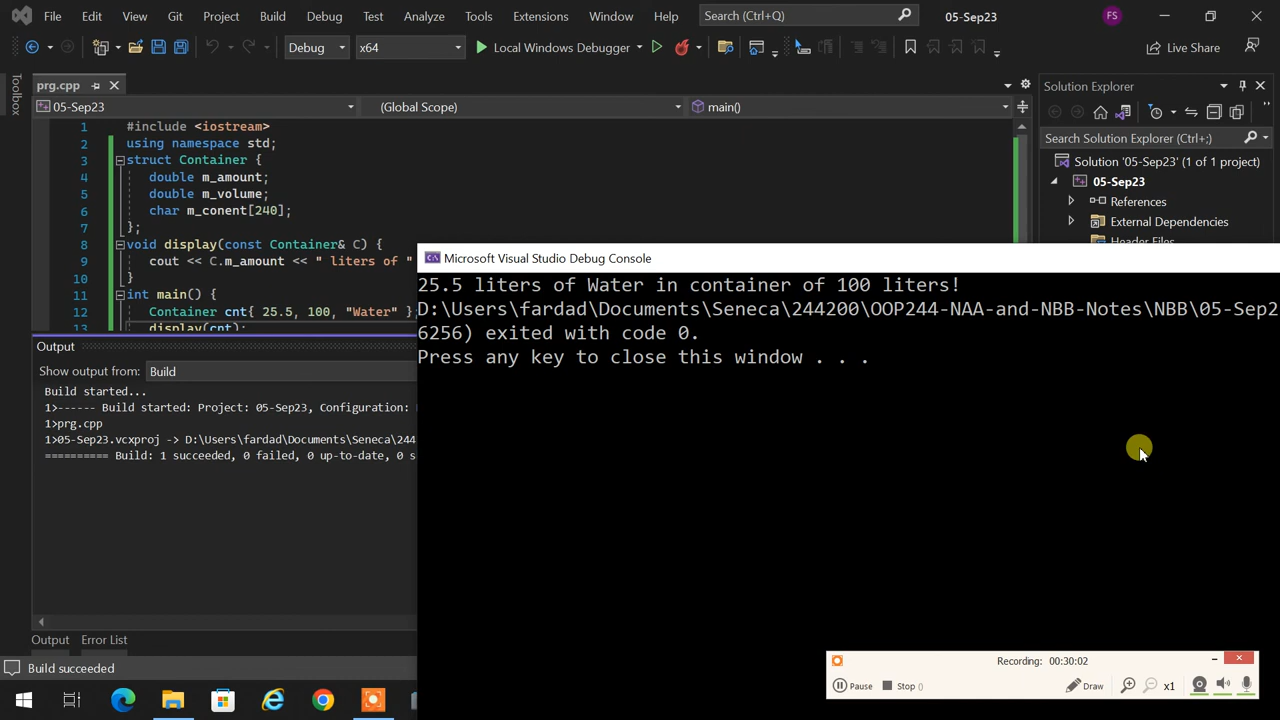 File Edit View Git Project Build Debug Test Analyze Tools Extensions Window Help Search (Ctrl+Q) 05-Sep23 FS
Debug x64 Local Windows Debugger Live Share
Toolbox
prg.cpp
05-Sep23 (Global Scope) main()
1 #include <iostream>
2 using namespace std;
3 struct Container {
4 double m_amount;
5 double m_volume;
6 char m_conent[240];
7 };
8 void display(const Container& C) {
9 cout << C.m_amount << " liters of "
10 }
11 int main() {
12 Container cnt{ 25.5, 100, "Water" }
13 display(cnt);
Solution Explorer
Search Solution Explorer (Ctrl+;)
Solution '05-Sep23' (1 of 1 project)
05-Sep23
References
External Dependencies
Header Files
Output
Show output from: Build
Build started...
1>------ Build started: Project: 05-Sep23, Configuration:
1>prg.cpp
1>05-Sep23.vcxproj -> D:\Users\fardad\Documents\Seneca\244
========== Build: 1 succeeded, 0 failed, 0 up-to-date, 0 s
Output Error List
Build succeeded
Microsoft Visual Studio Debug Console
25.5 liters of Water in container of 100 liters!
D:\Users\fardad\Documents\Seneca\244200\OOP244-NAA-and-NBB-Notes\NBB\05-Sep2
6256) exited with code 0.
Press any key to close this window . . .
Recording: 00:30:02
Pause Stop () Draw x1